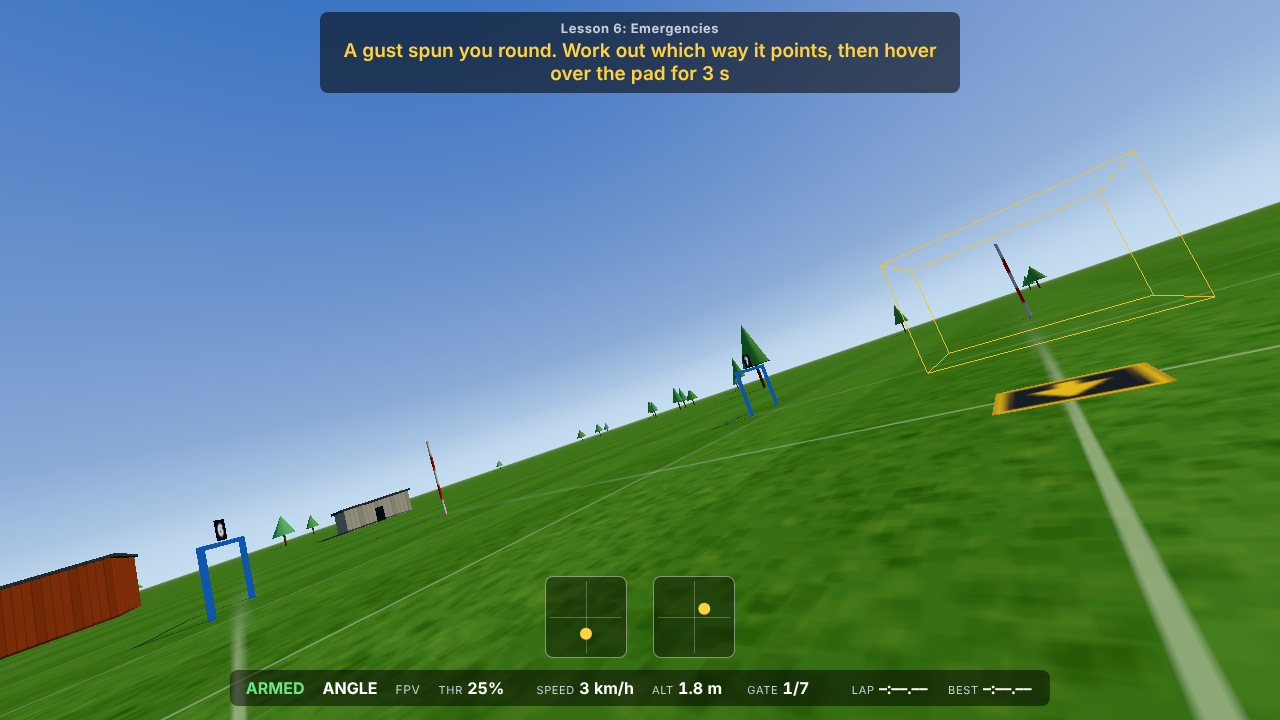 Lesson 6: Emergencies
A gust spun you round. Work out which way it points, then hover
over the pad for 3 s
ARMED ANGLE FPV THR 25% SPEED 3 km/h ALT 1.8 m GATE 1/7 LAP –:––.–– BEST –:––.––